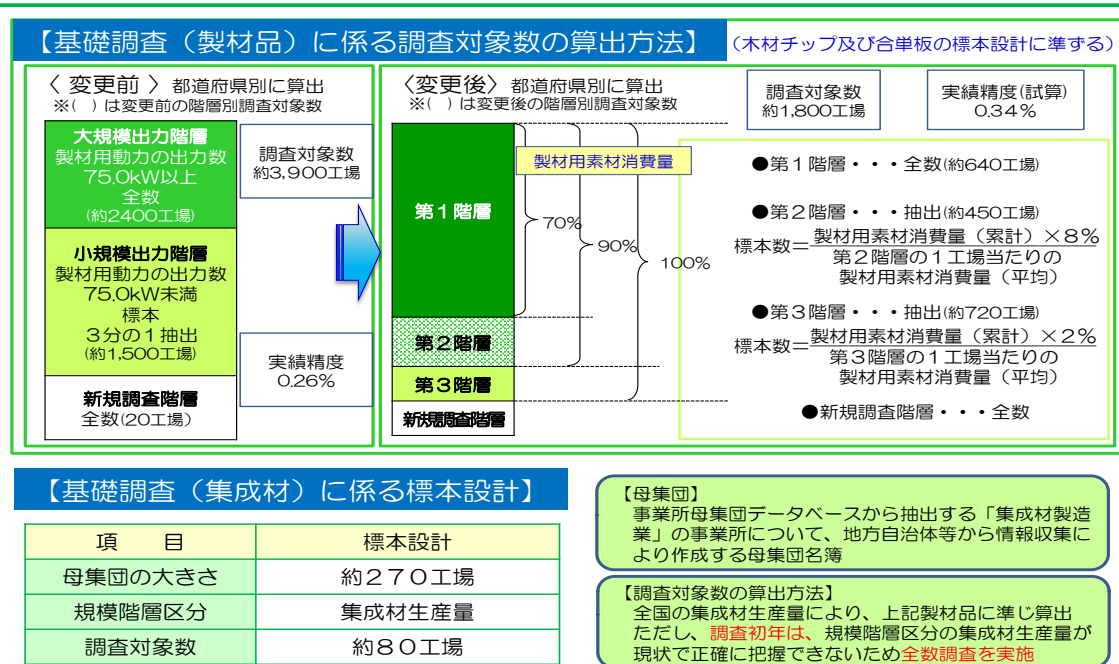 【基礎調査（製材品）に係る調査対象数の算出方法】
（木材チップ及び合単板の標本設計に準ずる）
〈 変更前 〉 都道府県別に算出
※( ) は変更前の階層別調査対象数
大規模出力階層
製材用動力の出力数
75.0kW以上
全数
(約2400工場)
小規模出力階層
製材用動力の出力数
75.0kW未満
標本
３分の１抽出
(約1,500工場)
新規調査階層
全数(20工場)
調査対象数
約3,900工場
実績精度
0.26%
〈変更後〉 都道府県別に算出
※( ) は変更後の階層別調査対象数
製材用素材消費量
第１階層
第２階層
第３階層
新規調査階層
70%
90%
100%
調査対象数
約1,800工場
実績精度(試算)
0.34%
●第１階層・・・全数(約640工場)
●第２階層・・・抽出(約450工場)
標本数＝製材用素材消費量（累計）×8%
第２階層の１工場当たりの
製材用素材消費量（平均）
●第３階層・・・抽出(約720工場)
標本数＝製材用素材消費量（累計）×2%
第３階層の１工場当たりの
製材用素材消費量（平均）
●新規調査階層・・・全数
【基礎調査（集成材）に係る標本設計】
項　目 標本設計
母集団の大きさ 約２７０工場
規模階層区分 集成材生産量
調査対象数 約８０工場
【母集団】
事業所母集団データベースから抽出する「集成材製造
業」の事業所について、地方自治体等から情報収集に
より作成する母集団名簿
【調査対象数の算出方法】
全国の集成材生産量により、上記製材品に準じ算出
ただし、調査初年は、規模階層区分の集成材生産量が
現状で正確に把握できないため全数調査を実施